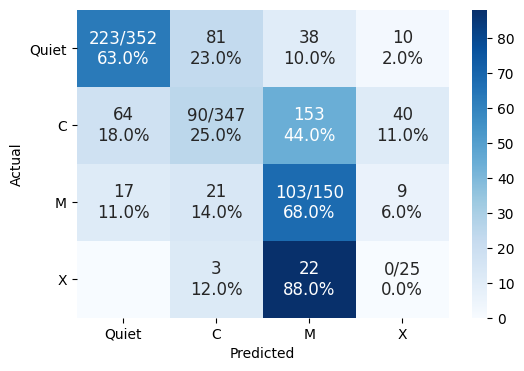 Quiet 223/352 81 38 10
63.0% 23.0% 10.0% 2.0%
C 64 90/347 153 40
18.0% 25.0% 44.0% 11.0%
M 17 21 103/150 9
11.0% 14.0% 68.0% 6.0%
X 3 22 0/25
12.0% 88.0% 0.0%
Quiet C M X
Predicted
Actual
80
70
60
50
40
30
20
10
0